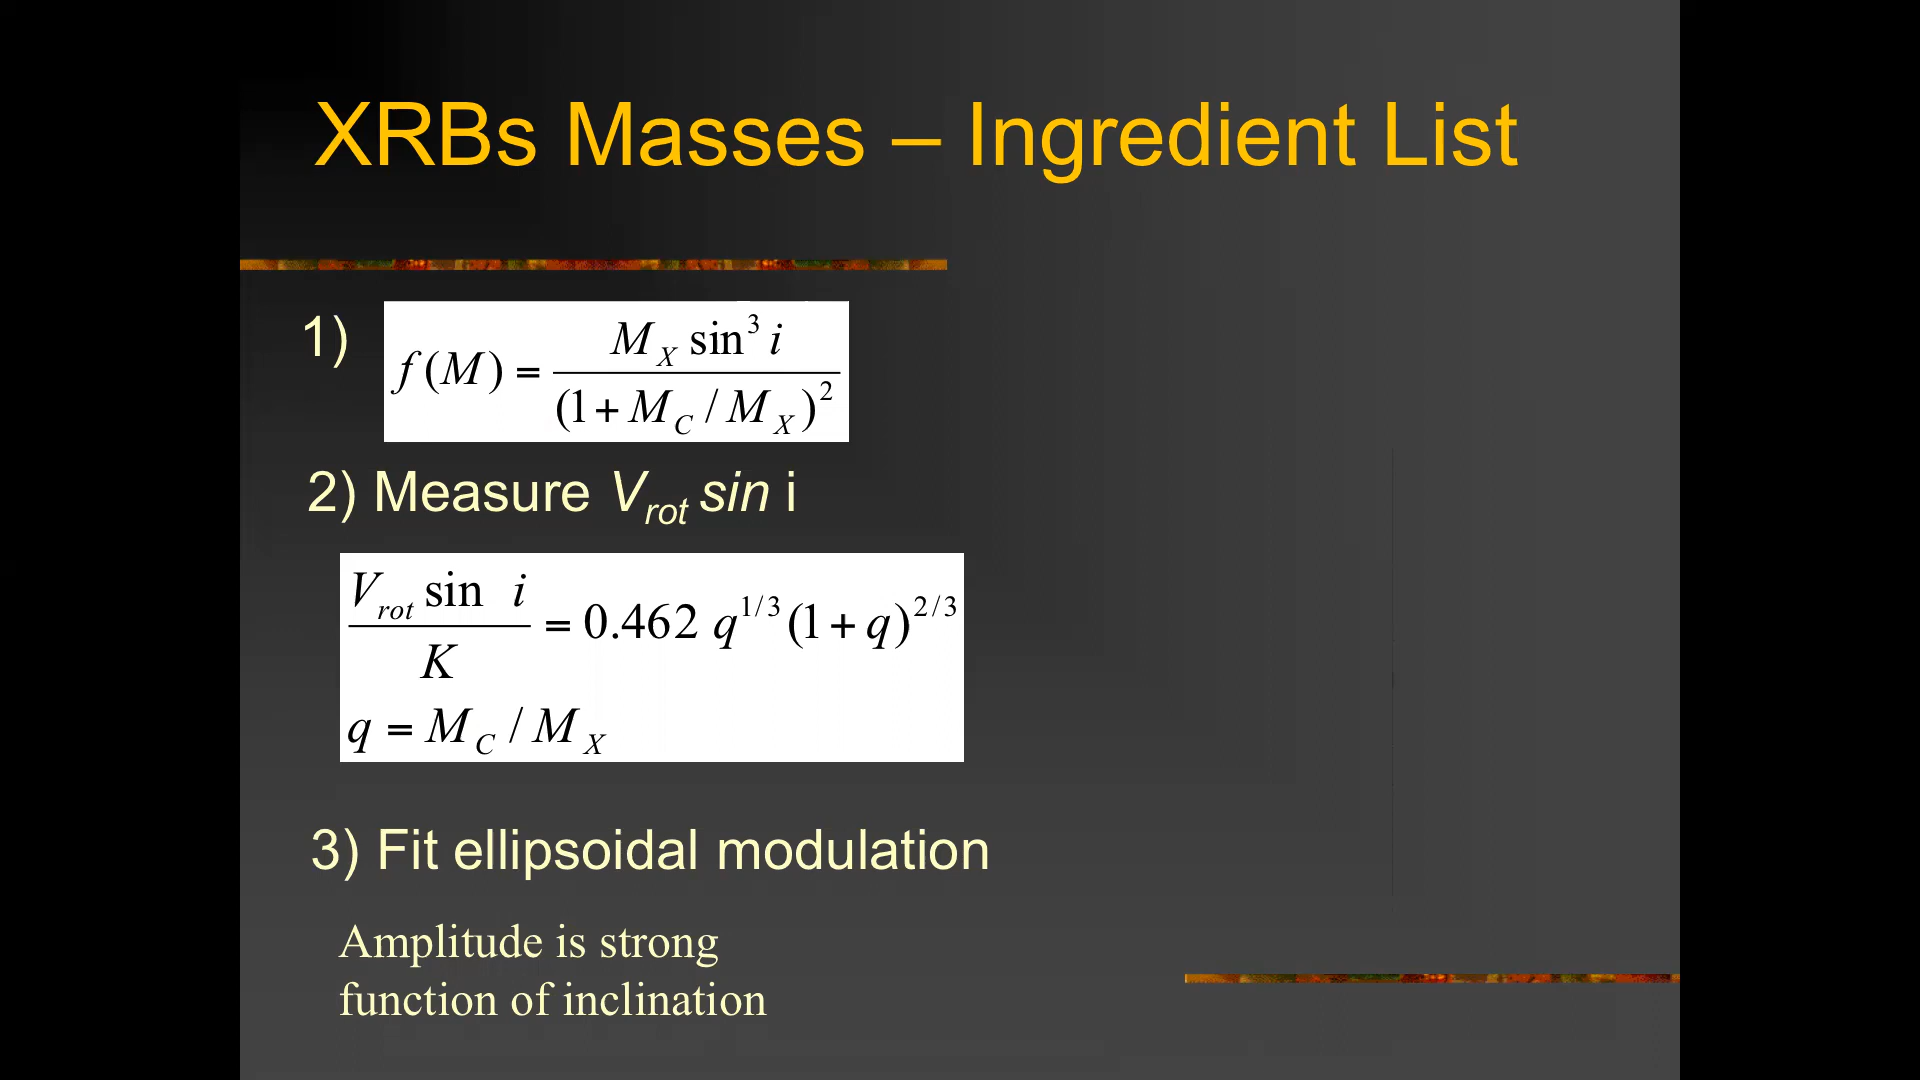 XRBs Masses – Ingredient List
1)
f(M) = M_X sin^3 i / (1 + M_C / M_X)^2
2) Measure V_rot sin i
V_rot sin i / K = 0.462 q^{1/3} (1 + q)^{2/3}
q = M_C / M_X
3) Fit ellipsoidal modulation
Amplitude is strong
function of inclination